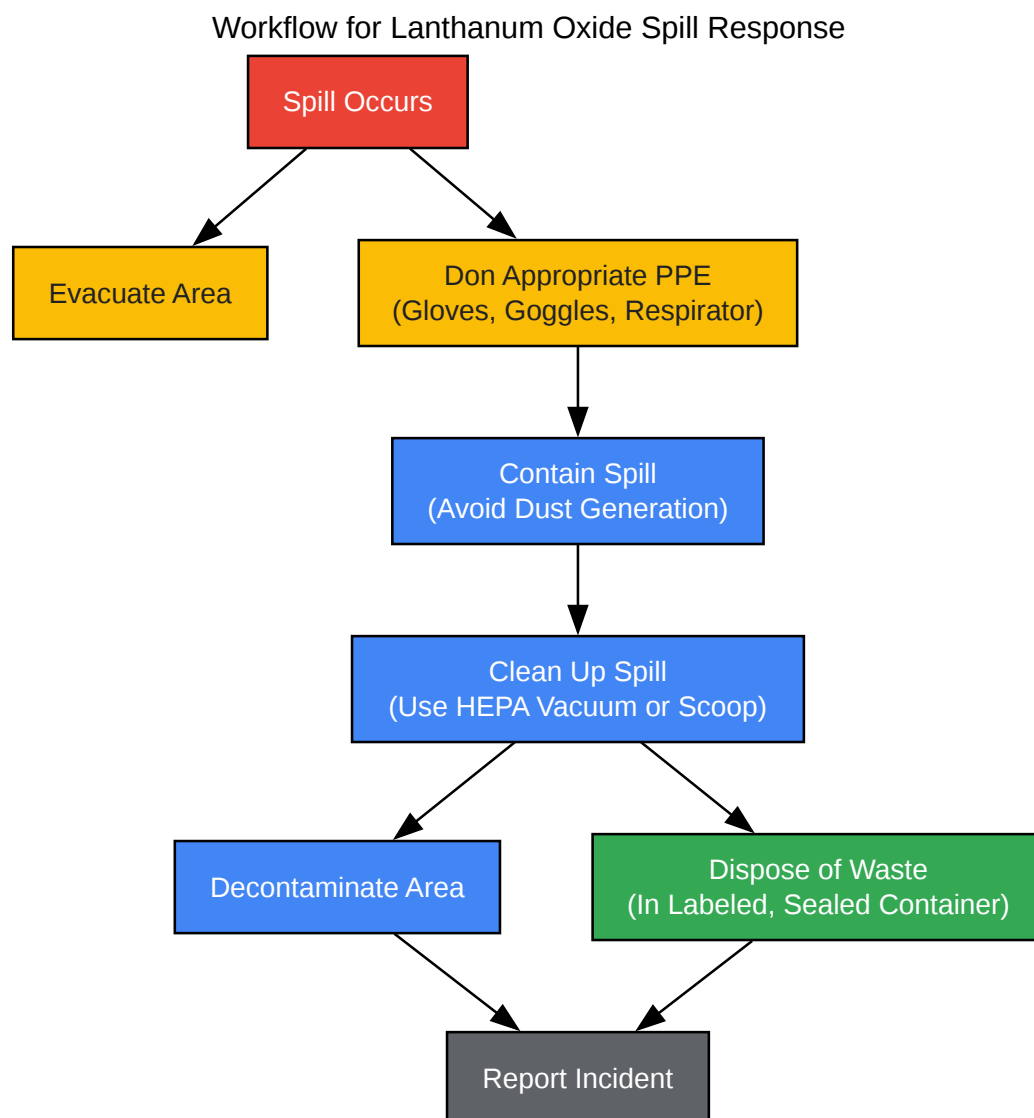 Workflow for Lanthanum Oxide Spill Response
Spill Occurs
Evacuate Area
Don Appropriate PPE
(Gloves, Goggles, Respirator)
Contain Spill
(Avoid Dust Generation)
Clean Up Spill
(Use HEPA Vacuum or Scoop)
Decontaminate Area
Dispose of Waste
(In Labeled, Sealed Container)
Report Incident